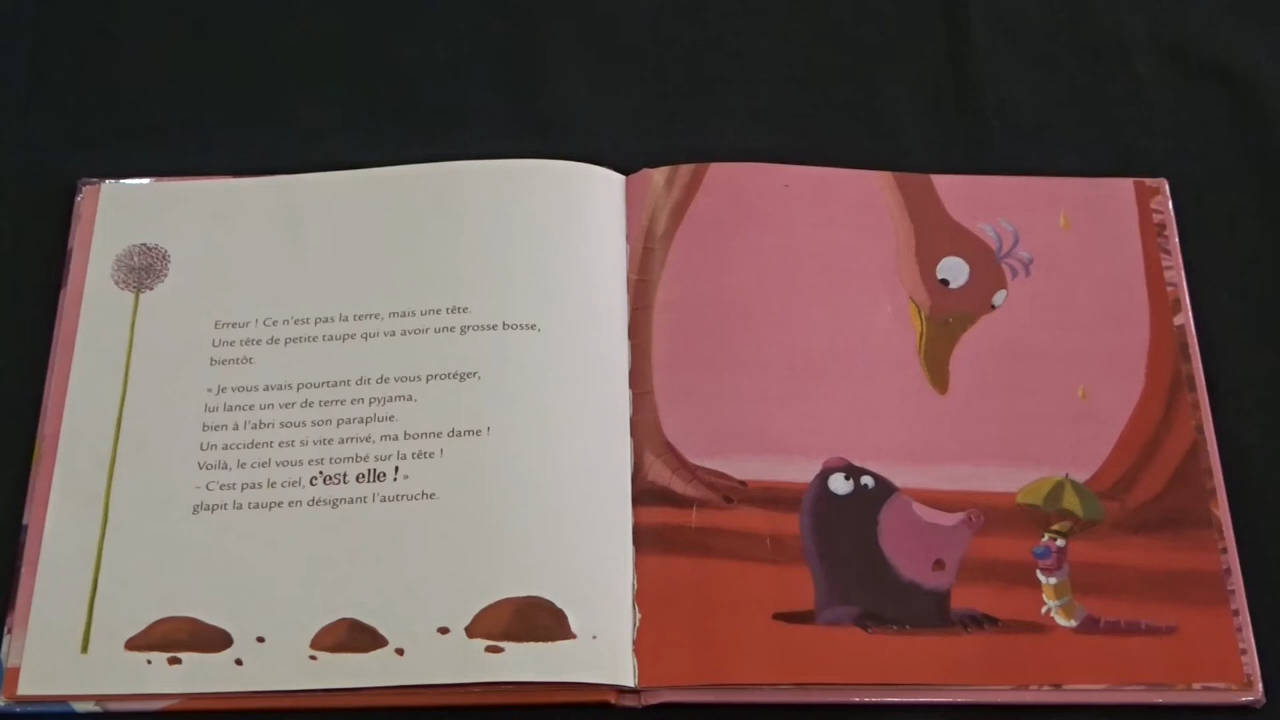 Erreur ! Ce n'est pas la terre, mais une tête.
Une tête de petite taupe qui va avoir une grosse bosse,
bientôt.
« Je vous avais pourtant dit de vous protéger,
lui lance un ver de terre en pyjama,
bien à l'abri sous son parapluie.
Un accident est si vite arrivé, ma bonne dame !
Voilà, le ciel vous est tombé sur la tête !
– C'est pas le ciel, c'est elle ! »
glapit la taupe en désignant l'autruche.